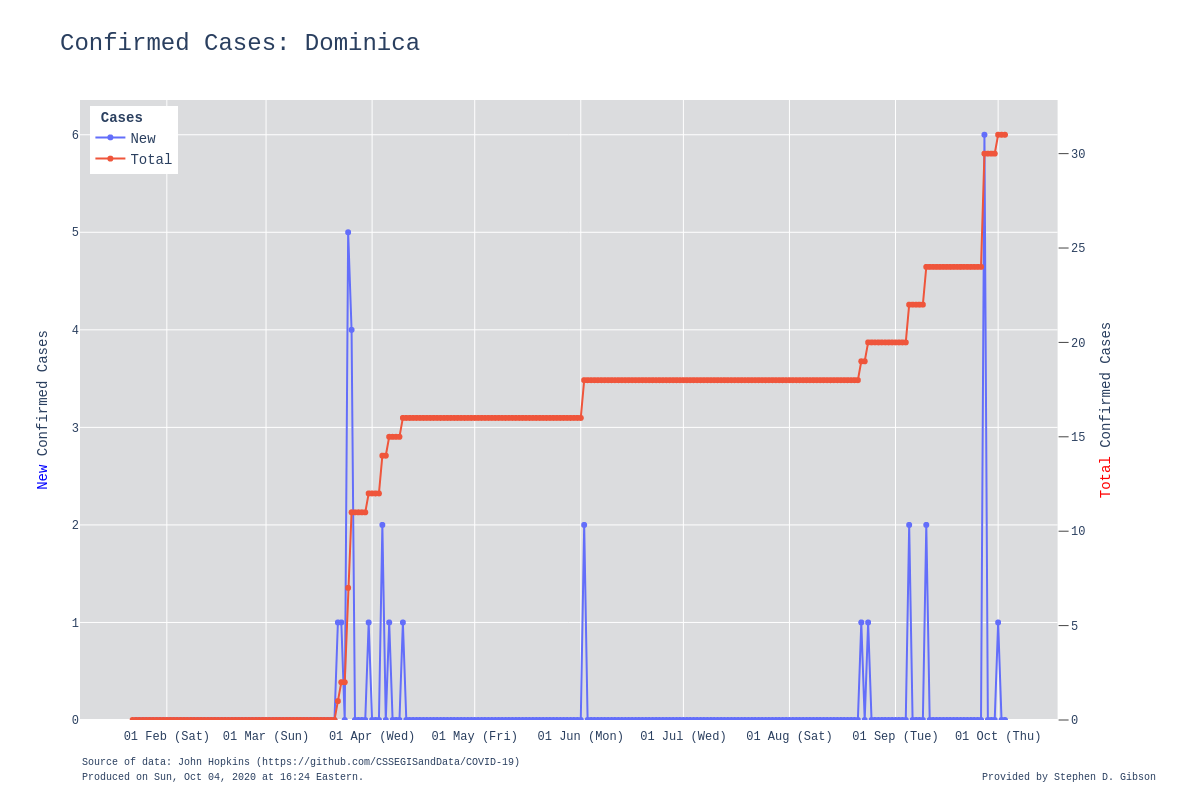 Confirmed Cases: Dominica
Cases
New
Total
6
5
4
3
2
1
0
30
25
20
15
10
5
0
New Confirmed Cases
Total Confirmed Cases
01 Feb (Sat) 01 Mar (Sun) 01 Apr (Wed) 01 May (Fri) 01 Jun (Mon) 01 Jul (Wed) 01 Aug (Sat) 01 Sep (Tue) 01 Oct (Thu)
Source of data: John Hopkins (https://github.com/CSSEGISandData/COVID-19)
Produced on Sun, Oct 04, 2020 at 16:24 Eastern.
Provided by Stephen D. Gibson